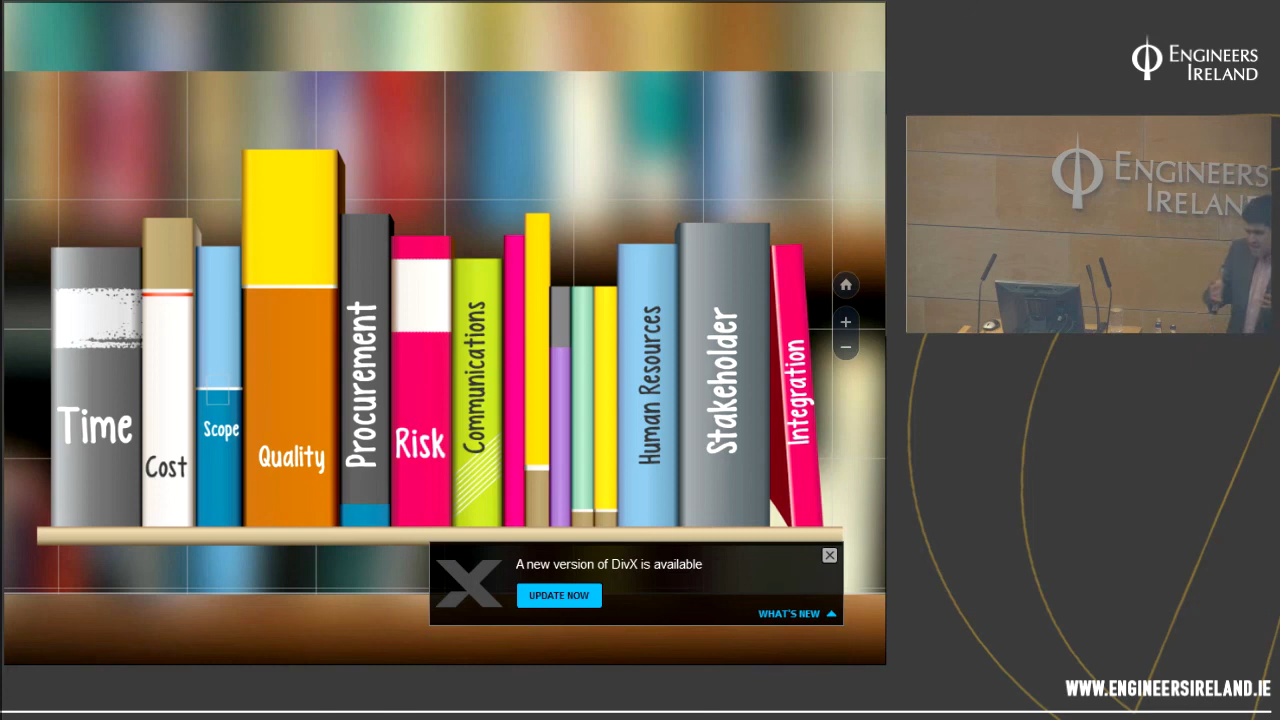 Time
Cost
Scope
Quality
Procurement
Risk
Communications
Human Resources
Stakeholder
Integration
A new version of DivX is available
UPDATE NOW
WHAT'S NEW
ENGINEERS
IRELAND
ENGINEERS
IRELAND
WWW.ENGINEERSIRELAND.IE